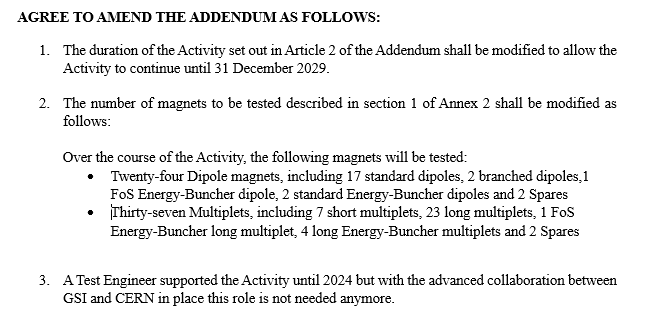 AGREE TO AMEND THE ADDENDUM AS FOLLOWS:
1. The duration of the Activity set out in Article 2 of the Addendum shall be modified to allow the
Activity to continue until 31 December 2029.
2. The number of magnets to be tested described in section 1 of Annex 2 shall be modified as
follows:
Over the course of the Activity, the following magnets will be tested:
• Twenty-four Dipole magnets, including 17 standard dipoles, 2 branched dipoles,1
FoS Energy-Buncher dipole, 2 standard Energy-Buncher dipoles and 2 Spares
• Thirty-seven Multiplets, including 7 short multiplets, 23 long multiplets, 1 FoS
Energy-Buncher long multiplet, 4 long Energy-Buncher multiplets and 2 Spares
3. A Test Engineer supported the Activity until 2024 but with the advanced collaboration between
GSI and CERN in place this role is not needed anymore.